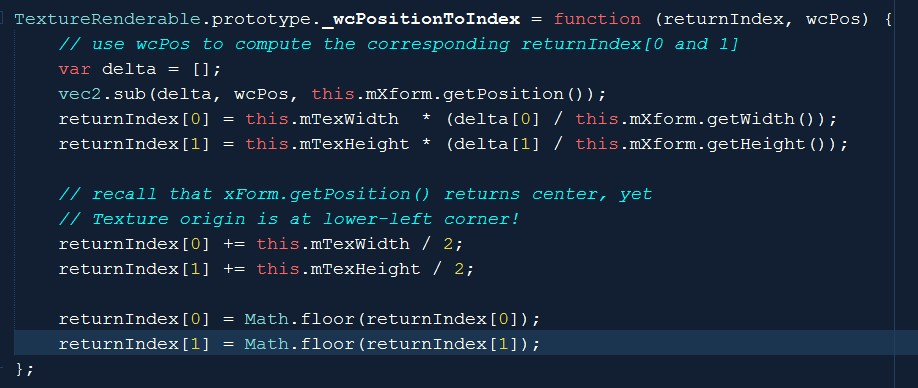 TextureRenderable.prototype._wcPositionToIndex = function (returnIndex, wcPos) {
    // use wcPos to compute the corresponding returnIndex[0 and 1]
    var delta = [];
    vec2.sub(delta, wcPos, this.mXform.getPosition());
    returnIndex[0] = this.mTexWidth  * (delta[0] / this.mXform.getWidth());
    returnIndex[1] = this.mTexHeight * (delta[1] / this.mXform.getHeight());

    // recall that xForm.getPosition() returns center, yet
    // Texture origin is at lower-left corner!
    returnIndex[0] += this.mTexWidth / 2;
    returnIndex[1] += this.mTexHeight / 2;

    returnIndex[0] = Math.floor(returnIndex[0]);
    returnIndex[1] = Math.floor(returnIndex[1]);
};